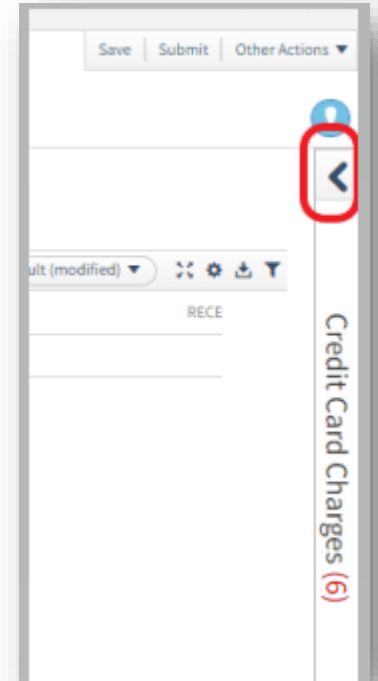 Save Submit Other Actions
ult (modified)
RECE
Credit Card Charges (6)